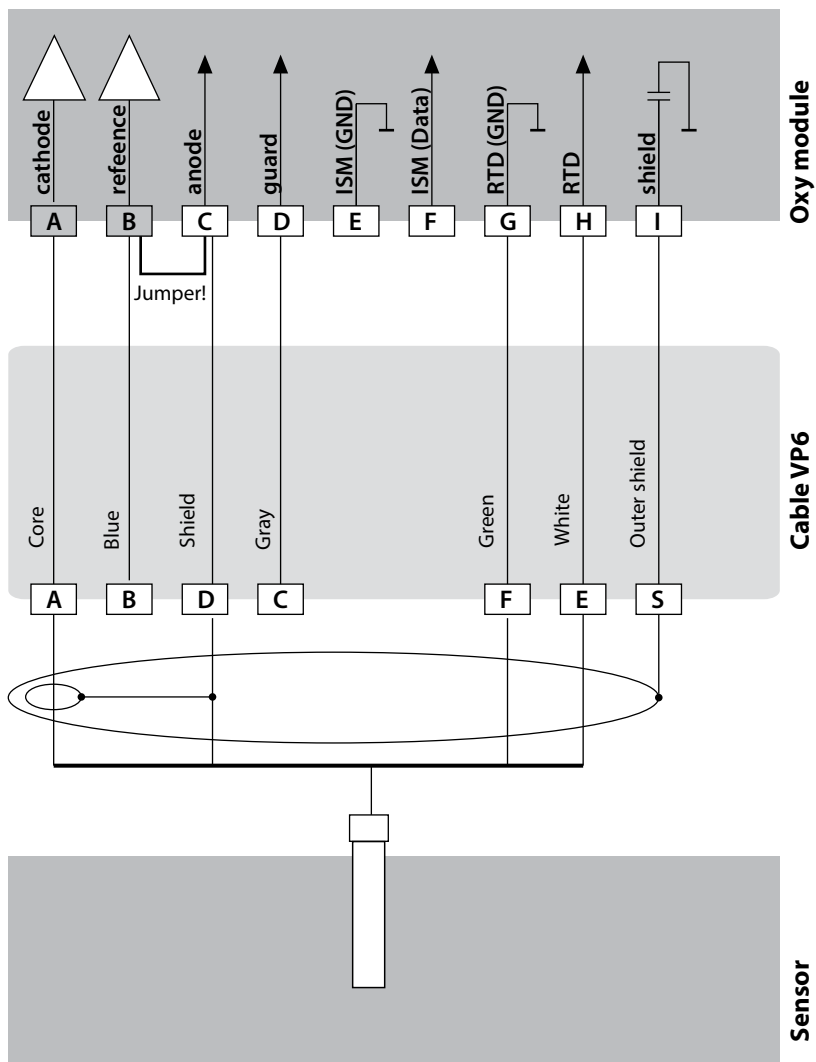 cathode
refeence
anode
guard
ISM (GND)
ISM (Data)
RTD (GND)
RTD
shield
Oxy module
A B C D E F G H I
Jumper!
Core
Blue
Shield
Gray
Green
White
Outer shield
Cable VP6
A B D C F E S
Sensor